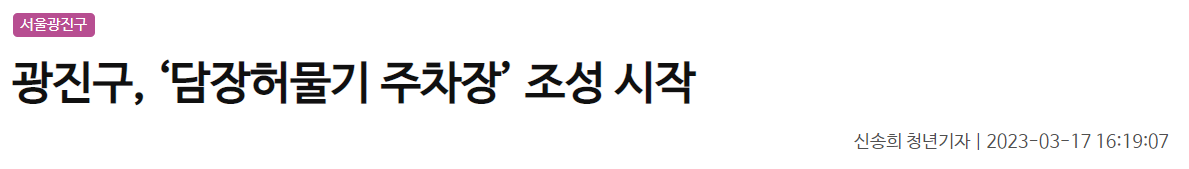 서울광진구
광진구, ‘담장허물기 주차장’ 조성 시작
신송희 청년기자 | 2023-03-17 16:19:07